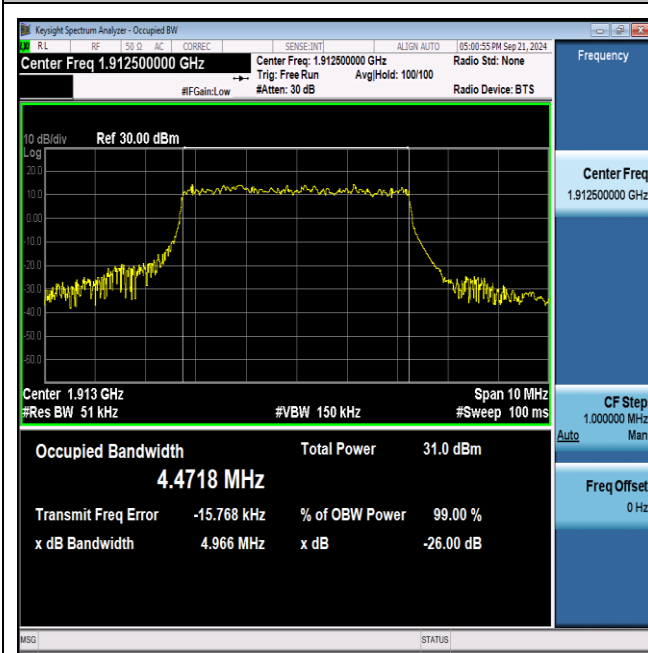 Keysight Spectrum Analyzer - Occupied BW
RL RF 50 Ω AC CORREC SENSE:INT ALIGN AUTO 05:00:55 PM Sep 21, 2024
Center Freq 1.912500000 GHz Center Freq: 1.912500000 GHz Radio Std: None
Trig: Free Run Avg|Hold: 100/100
#IFGain:Low #Atten: 30 dB Radio Device: BTS
10 dB/div Ref 30.00 dBm
Log
20.0
10.0
0.00
-10.0
-20.0
-30.0
-40.0
-50.0
-60.0
Center 1.913 GHz Span 10 MHz
#Res BW 51 kHz #VBW 150 kHz #Sweep 100 ms
Occupied Bandwidth Total Power 31.0 dBm
4.4718 MHz
Transmit Freq Error -15.768 kHz % of OBW Power 99.00 %
x dB Bandwidth 4.966 MHz x dB -26.00 dB
MSG STATUS
Frequency
Center Freq
1.912500000 GHz
CF Step
1.000000 MHz
Auto Man
Freq Offset
0 Hz